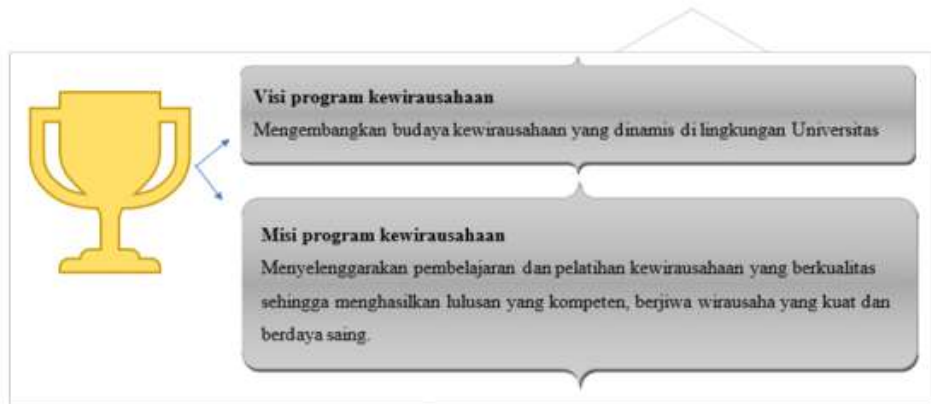 Visi program kewirausahaan
Mengembangkan budaya kewirausahaan yang dinamis di lingkungan Universitas
Misi program kewirausahaan
Menyelenggarakan pembelajaran dan pelatihan kewirausahaan yang berkualitas
sehingga menghasilkan lulusan yang kompeten, berjiwa wirausaha yang kuat dan
berdaya saing.